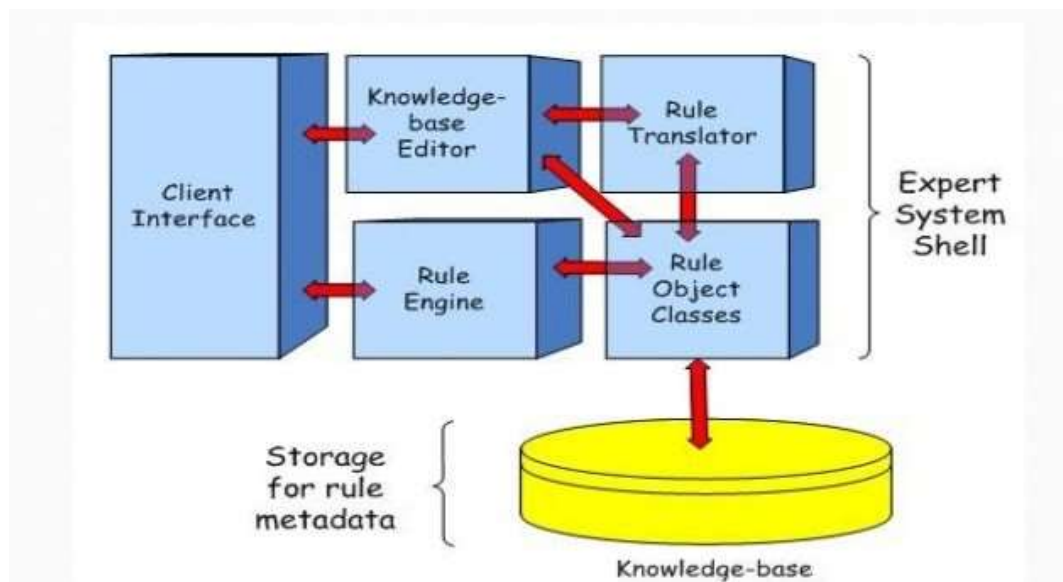 Client
Interface
Knowledge-
base
Editor
Rule
Translator
Rule
Engine
Rule
Object
Classes
Expert
System
Shell
Storage
for rule
metadata
Knowledge-base